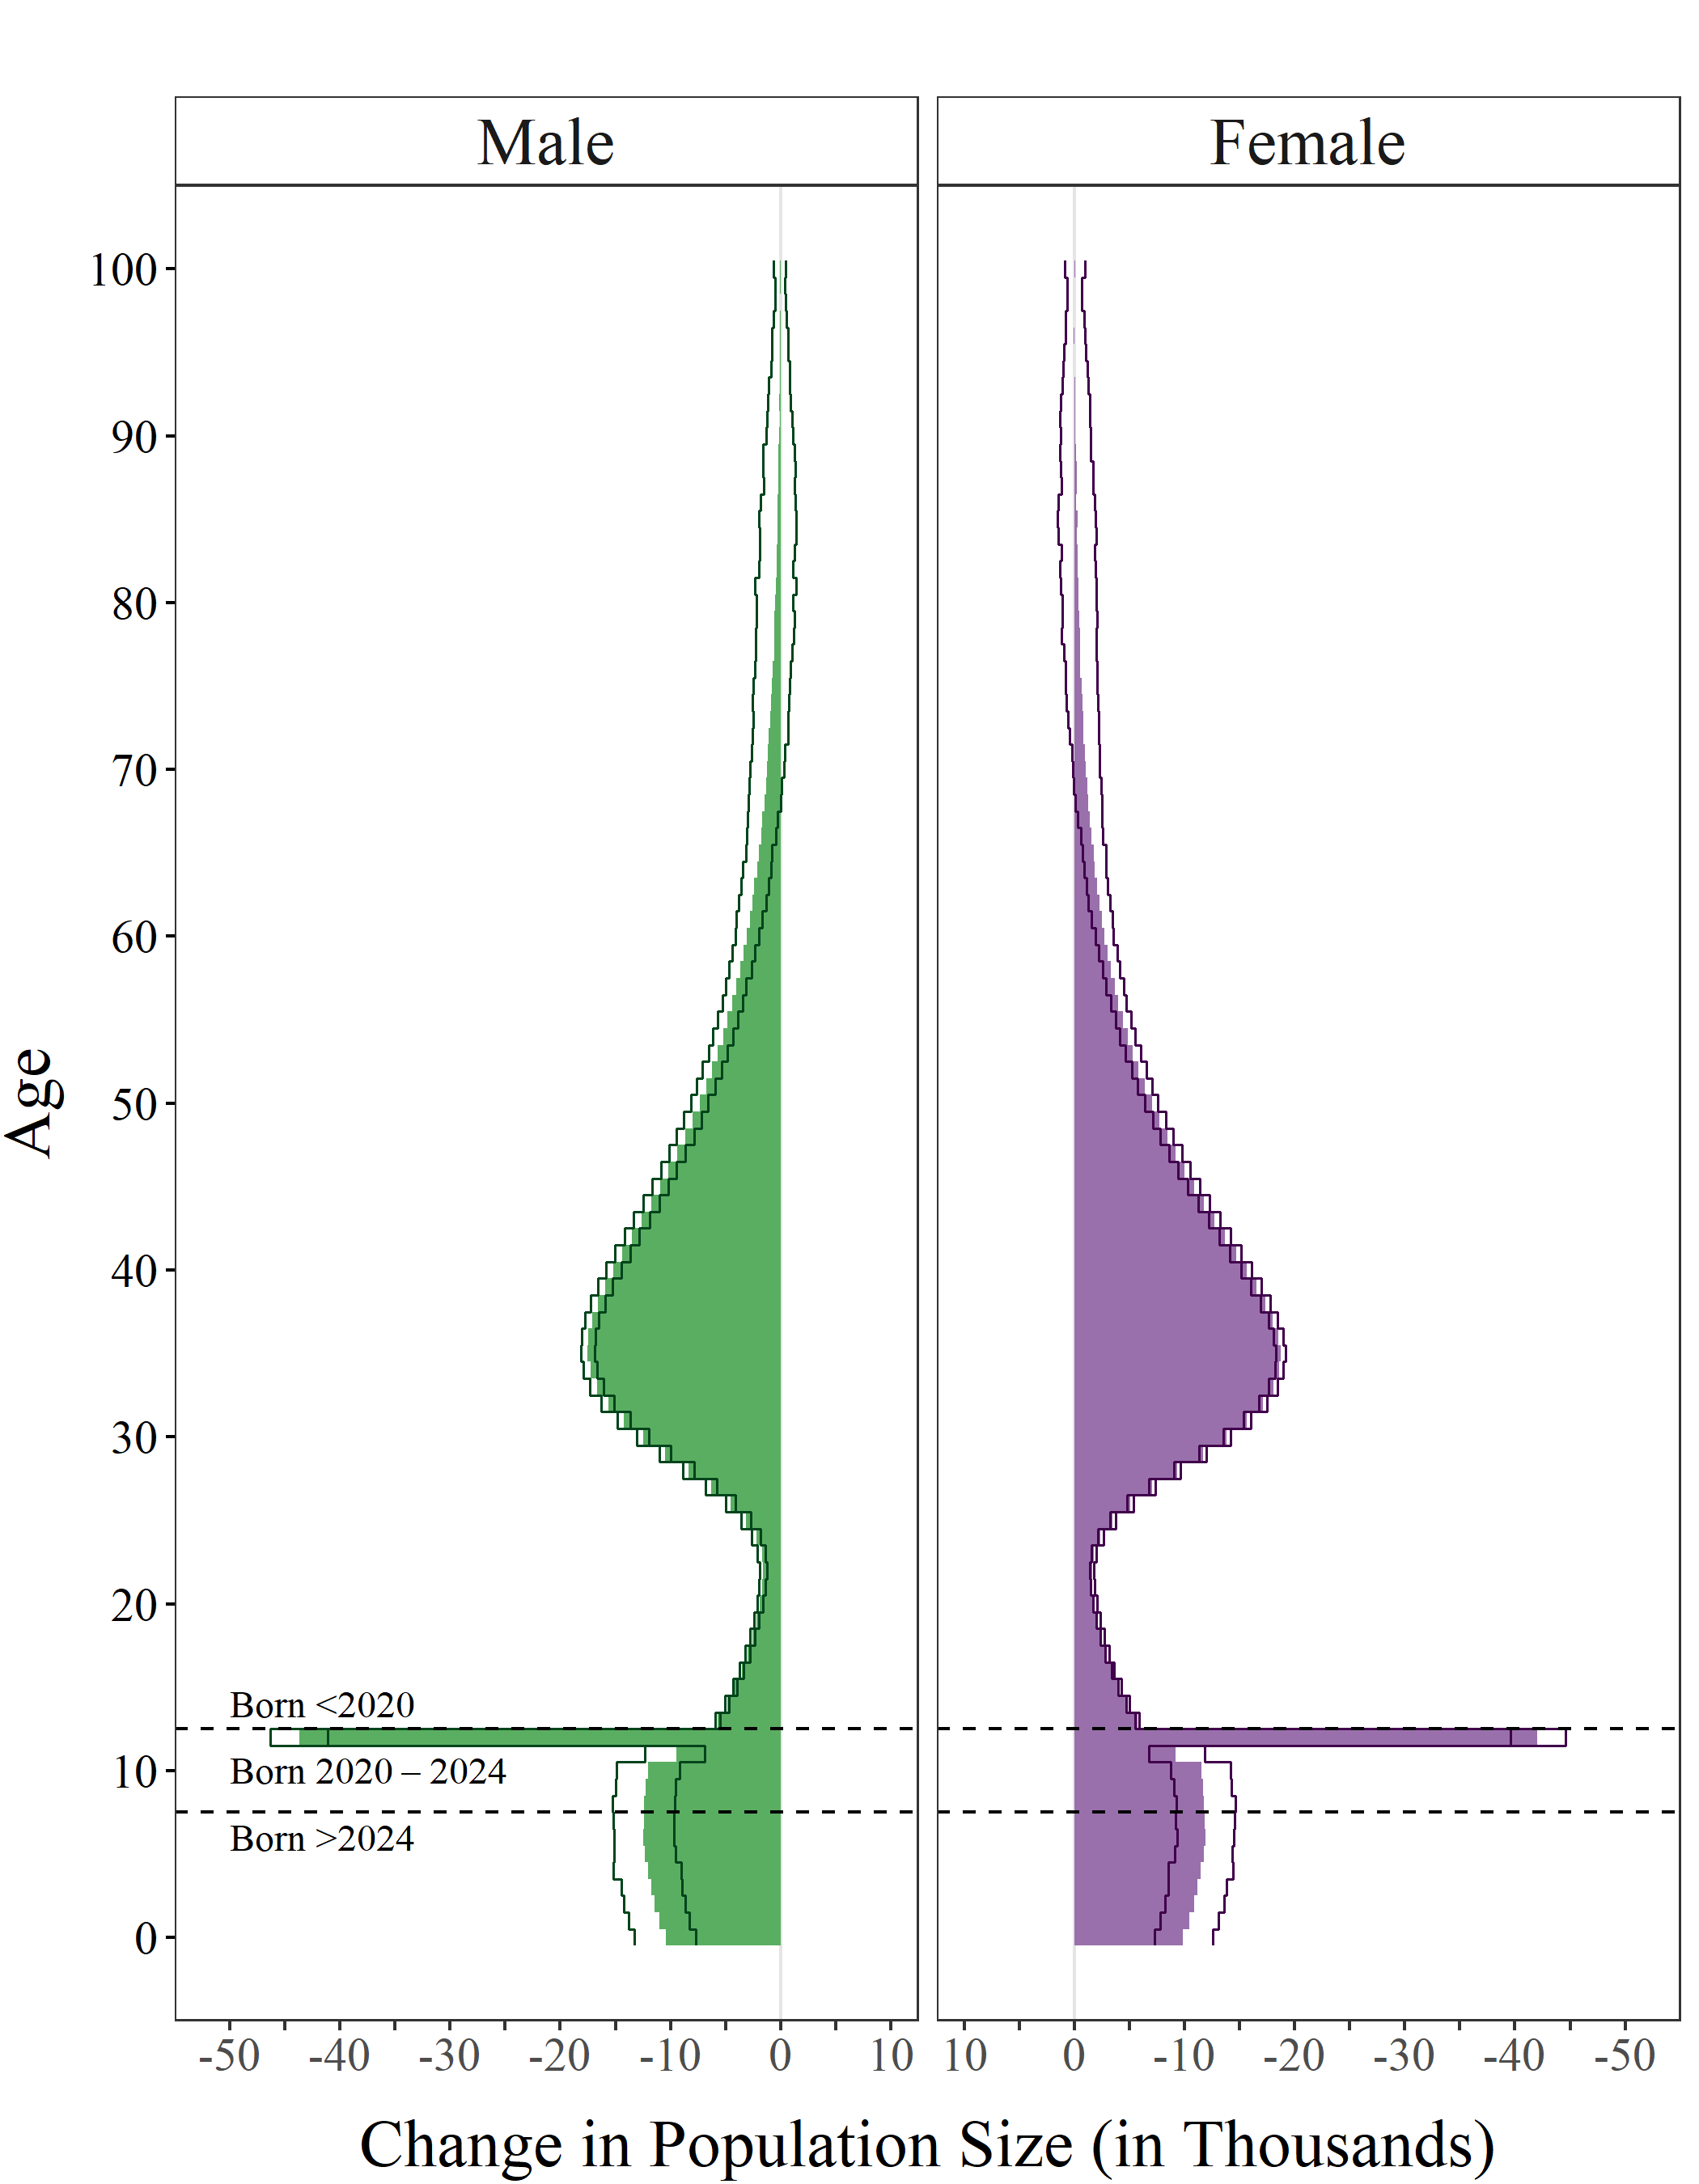 Male Female
100
90
80
70
60
50
40
30
20
10
0
Age
Born <2020
Born 2020 – 2024
Born >2024
-50 -40 -30 -20 -10 0 10 10 0 -10 -20 -30 -40 -50
Change in Population Size (in Thousands)